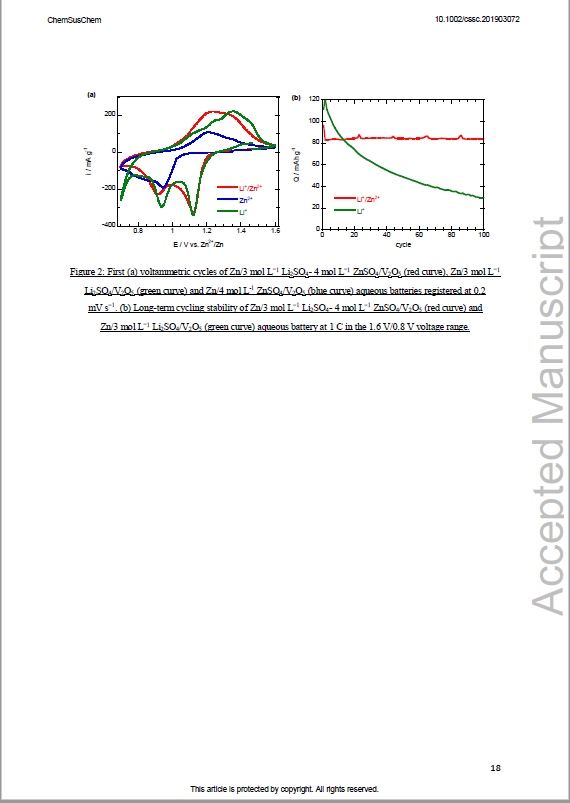 ChemSusChem
10.1002/cssc.201903072
(a)
200
0
-200
-400
I / mA g⁻¹
0.8 1 1.2 1.4 1.6
E / V vs. Zn²⁺/Zn
Li⁺/Zn²⁺
Zn²⁺
Li⁺
(b)
120
100
80
60
40
20
0
Q / mAh g⁻¹
0 20 40 60 80 100
cycle
Li⁺/Zn²⁺
Li⁺
Figure 2: First (a) voltammetric cycles of Zn/3 mol L⁻¹ Li₂SO₄- 4 mol L⁻¹ ZnSO₄/V₂O₅ (red curve), Zn/3 mol L⁻¹
Li₂SO₄/V₂O₅ (green curve) and Zn/4 mol L⁻¹ ZnSO₄/V₂O₅ (blue curve) aqueous batteries registered at 0.2
mV s⁻¹. (b) Long-term cycling stability of Zn/3 mol L⁻¹ Li₂SO₄- 4 mol L⁻¹ ZnSO₄/V₂O₅ (red curve) and
Zn/3 mol L⁻¹ Li₂SO₄/V₂O₅ (green curve) aqueous battery at 1 C in the 1.6 V/0.8 V voltage range.
Accepted Manuscript
18
This article is protected by copyright. All rights reserved.